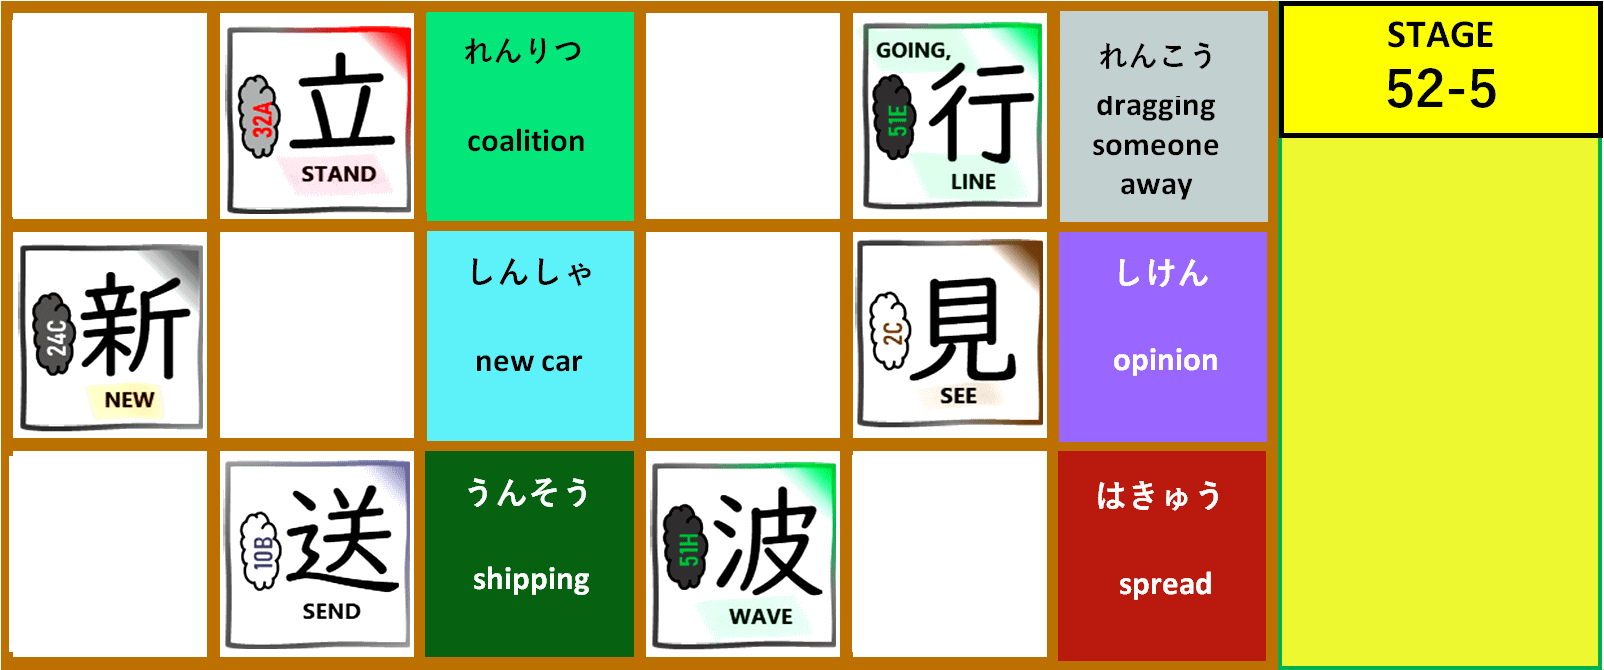 32A
立
STAND
れんりつ
coalition
GOING,
51E
行
LINE
れんこう
dragging
someone
away
STAGE
52-5
24C
新
NEW
しんしゃ
new car
2C
見
SEE
しけん
opinion
10B
送
SEND
うんそう
shipping
51H
波
WAVE
はきゅう
spread